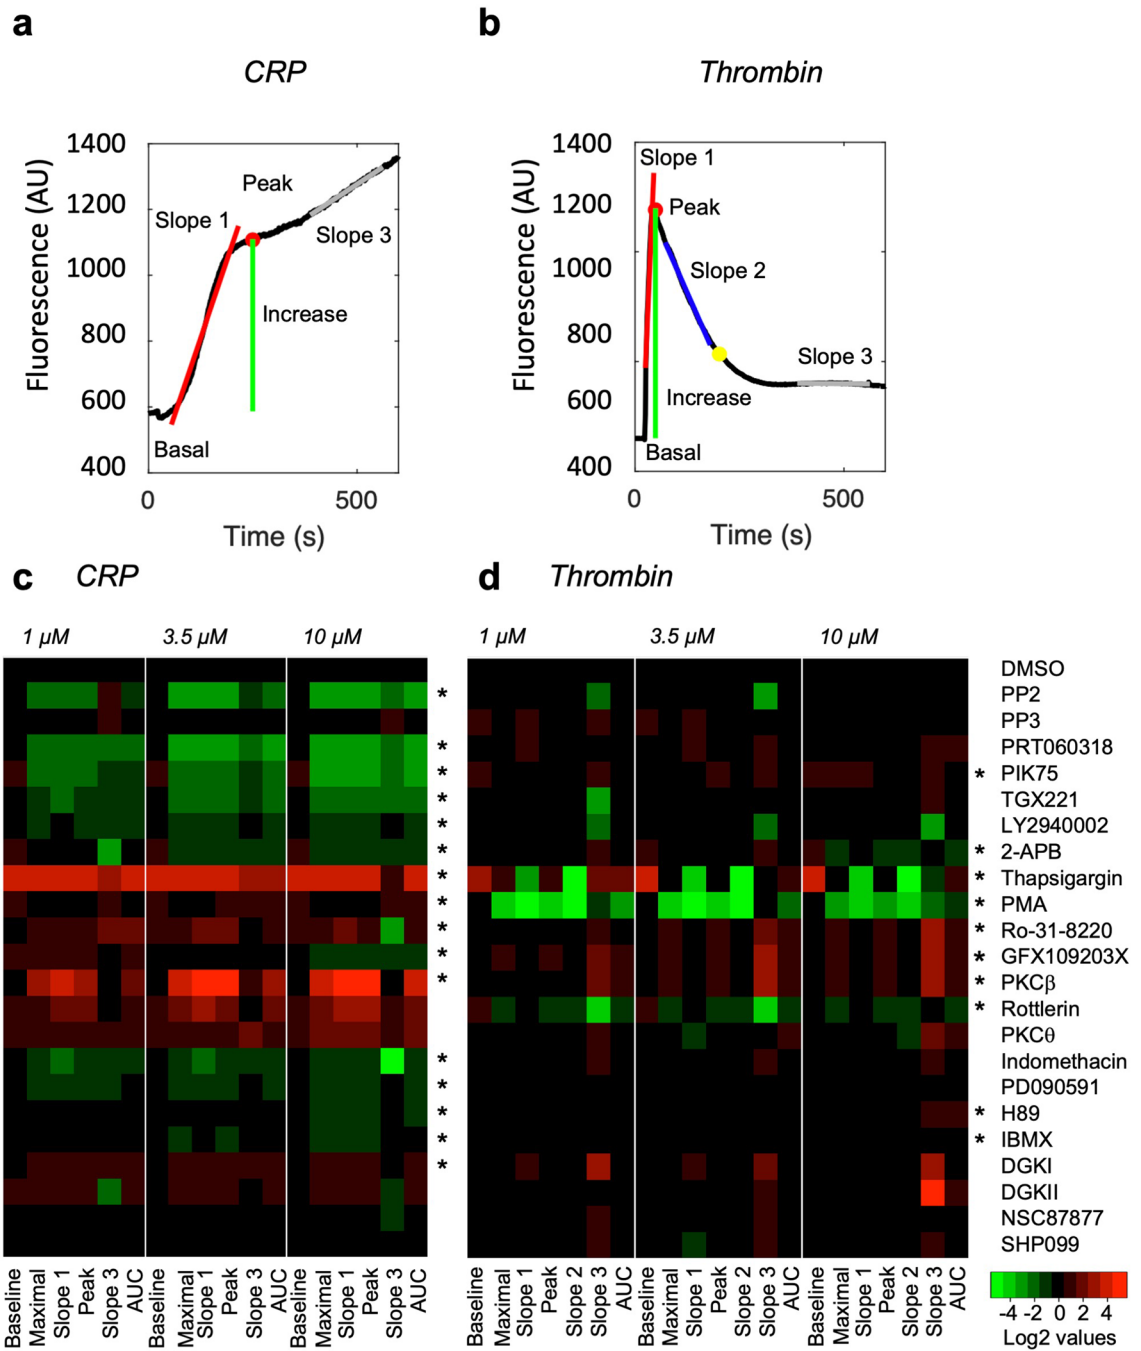 a
b
CRP
Thrombin
Fluorescence (AU)
1400
1200
1000
800
600
400
0
500
Time (s)
Peak
Slope 1
Slope 3
Increase
Basal
Fluorescence (AU)
1400
1200
1000
800
600
400
0
500
Time (s)
Slope 1
Peak
Slope 2
Slope 3
Increase
Basal
c CRP
d Thrombin
1 µM 3.5 µM 10 µM
1 µM 3.5 µM 10 µM
DMSO
* PP2
PP3
* PRT060318
* * PIK75
* TGX221
* LY2940002
* * 2-APB
* * Thapsigargin
* * PMA
* * Ro-31-8220
* * GFX109203X
* * PKCβ
* Rottlerin
PKCθ
* Indomethacin
* PD090591
* * H89
* * IBMX
* DGKI
DGKII
NSC87877
SHP099
Baseline Maximal Slope 1 Peak Slope 3 AUC Baseline Maximal Slope 1 Peak Slope 3 AUC Baseline Maximal Slope 1 Peak Slope 3 AUC
Baseline Maximal Slope 1 Peak Slope 2 Slope 3 AUC Baseline Maximal Slope 1 Peak Slope 2 Slope 3 AUC Baseline Maximal Slope 1 Peak Slope 2 Slope 3 AUC
-4 -2 0 2 4
Log2 values